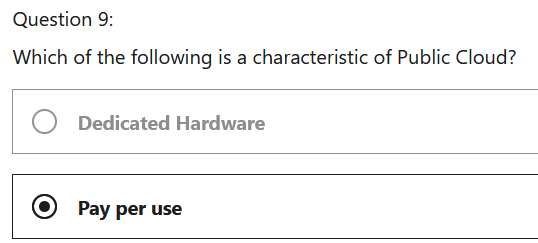 Question 9:
Which of the following is a characteristic of Public Cloud?
Dedicated Hardware
Pay per use